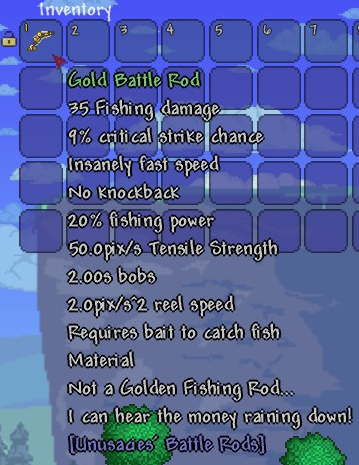 Inventory
1 2 3 4 5 6 7
Gold Battle Rod
35 Fishing damage
9% critical strike chance
Insanely fast speed
No knockback
20% fishing power
50.0pix/s Tensile Strength
2.00s bobs
2.0pix/s^2 reel speed
Requires bait to catch fish
Material
Not a Golden Fishing Rod...
I can hear the money raining down!
[Unusacies' Battle Rods]